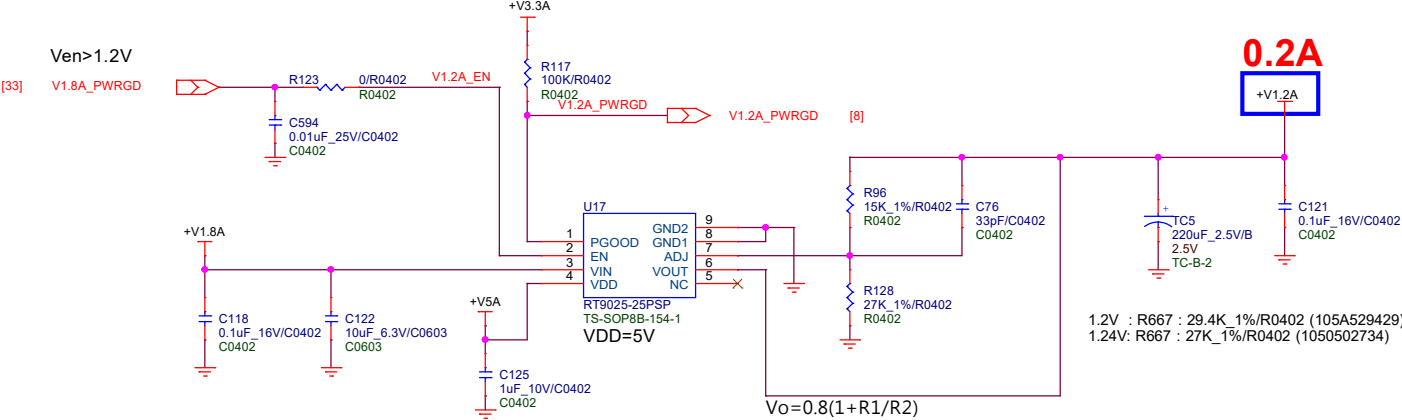 +V3.3A
Ven>1.2V
[33] V1.8A_PWRGD
R123 0/R0402
R0402
V1.2A_EN
R117
100K/R0402
R0402
V1.2A_PWRGD
V1.2A_PWRGD [8]
C594
0.01uF_25V/C0402
C0402
0.2A
+V1.2A
R96
15K_1%/R0402
R0402
C76
33pF/C0402
C0402
+
TC5
220uF_2.5V/B
2.5V
TC-B-2
C121
0.1uF_16V/C0402
C0402
U17
1 PGOOD
2 EN
3 VIN
4 VDD
GND2 9
GND1 8
ADJ 7
VOUT 6
NC 5
RT9025-25PSP
TS-SOP8B-154-1
VDD=5V
+V1.8A
C118
0.1uF_16V/C0402
C0402
C122
10uF_6.3V/C0603
C0603
+V5A
C125
1uF_10V/C0402
C0402
R128
27K_1%/R0402
R0402
1.2V : R667 : 29.4K_1%/R0402 (105A529429)
1.24V: R667 : 27K_1%/R0402 (1050502734)
Vo=0.8(1+R1/R2)